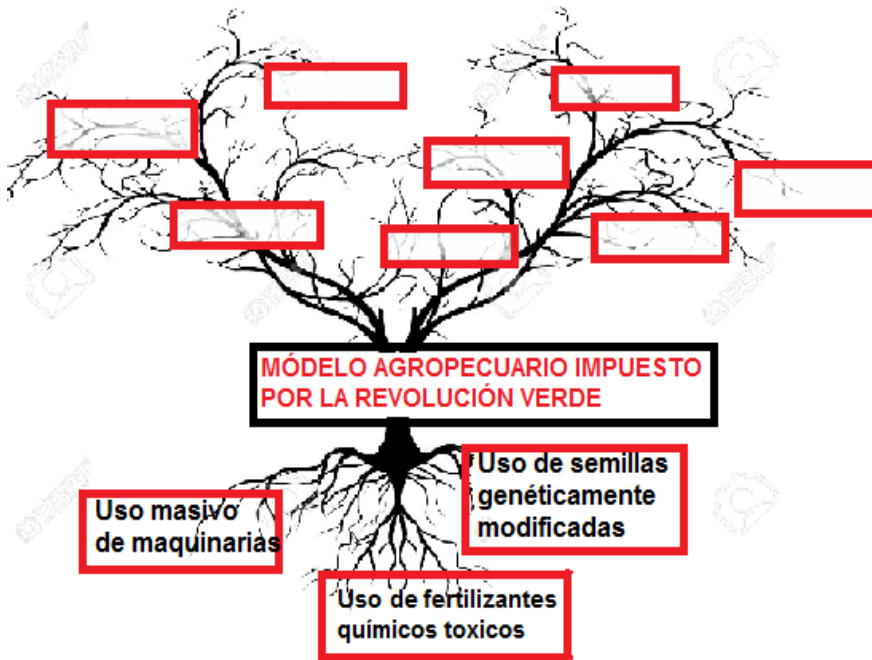 MÓDELO AGROPECUARIO IMPUESTO
POR LA REVOLUCIÓN VERDE
Uso de semillas
genéticamente
modificadas
Uso masivo
de maquinarias
Uso de fertilizantes
químicos toxicos